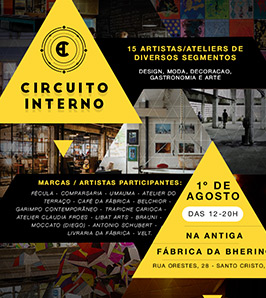 CIRCUITO
INTERNO
15 ARTISTAS/ATELIERS DE
DIVERSOS SEGMENTOS
DESIGN, MODA, DECORACAO,
GASTRONOMIA E ARTE
MARCAS / ARTISTAS PARTICIPANTES:
FÉCULA - COMPARSARIA - UMAUMA - ATELIER DO
TERRAÇO - CAFÉ DA FÁBRICA - BELCHIOR -
GARIMPO CONTEMPORÂNEO - TRAPICHE CARIOCA -
ATELIER CLAUDIA FROES - LIBAT ARTS - BRAUNI -
MOCCATO (DIEGO) - ANTONIO SCHUBERT -
LIVRARIA DA FÁBRICA - VELT.
1º DE
AGOSTO
DAS 12-20H
NA ANTIGA
FÁBRICA DA BHERING
RUA ORESTES, 28 - SANTO CRISTO,